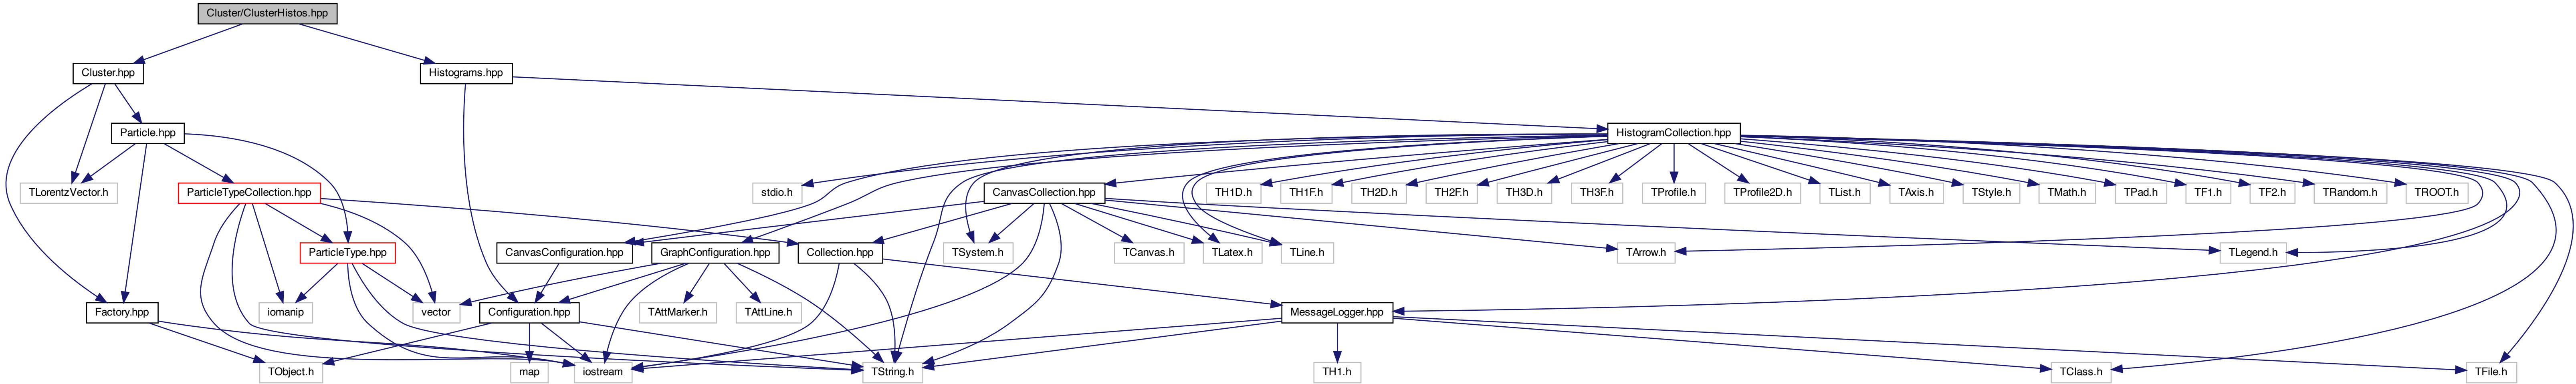 Cluster/ClusterHistos.hpp
Cluster.hpp
Histograms.hpp
Particle.hpp
HistogramCollection.hpp
TLorentzVector.h
ParticleTypeCollection.hpp
stdio.h
CanvasCollection.hpp
TH1D.h
TH1F.h
TH2D.h
TH2F.h
TH3D.h
TH3F.h
TProfile.h
TProfile2D.h
TList.h
TAxis.h
TStyle.h
TMath.h
TPad.h
TF1.h
TF2.h
TRandom.h
TROOT.h
ParticleType.hpp
CanvasConfiguration.hpp
GraphConfiguration.hpp
Collection.hpp
TSystem.h
TCanvas.h
TLatex.h
TLine.h
TArrow.h
TLegend.h
Factory.hpp
iomanip
vector
Configuration.hpp
TAttMarker.h
TAttLine.h
MessageLogger.hpp
TObject.h
map
iostream
TString.h
TH1.h
TClass.h
TFile.h